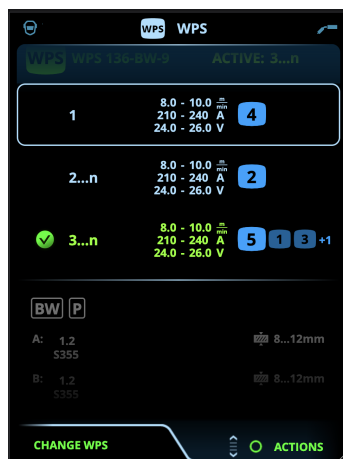 WPS WPS
WPS WPS 136-BW-9 ACTIVE: 3...n
1 8.0 - 10.0 m/min 4
210 - 240 A
24.0 - 26.0 V
2...n 8.0 - 10.0 m/min 2
210 - 240 A
24.0 - 26.0 V
3...n 8.0 - 10.0 m/min 5 1 3 +1
210 - 240 A
24.0 - 26.0 V
BW P
A: 1.2 8...12mm
S355
B: 1.2 8...12mm
S355
CHANGE WPS ACTIONS